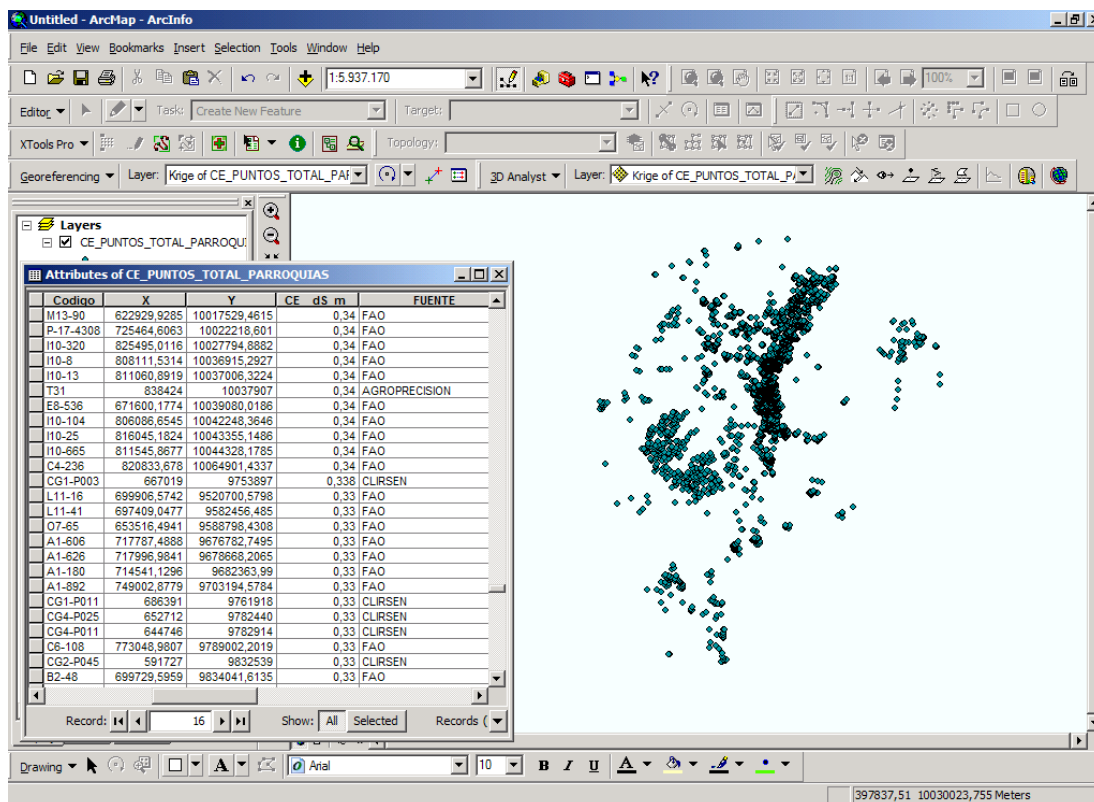 Untitled - ArcMap - ArcInfo
File Edit View Bookmarks Insert Selection Tools Window Help
1:5.937.170 100%
Editor Task: Create New Feature Target:
XTools Pro Topology:
Georeferencing Layer: Krige of CE_PUNTOS_TOTAL_PAR 3D Analyst Layer: Krige of CE_PUNTOS_TOTAL_P
Layers
CE_PUNTOS_TOTAL_PARROQU
Attributes of CE_PUNTOS_TOTAL_PARROQUIAS
Codigo X Y CE dS m FUENTE
M13-90 622929,9285 10017529,4615 0,34 FAO
P-17-4308 725464,6063 10022218,601 0,34 FAO
I10-320 825495,0116 10027794,8882 0,34 FAO
I10-8 808111,5314 10036915,2927 0,34 FAO
I10-13 811060,8919 10037006,3224 0,34 FAO
T31 838424 10037907 0,34 AGROPRECISION
E8-536 671600,1774 10039080,0186 0,34 FAO
I10-104 806086,6545 10042248,3646 0,34 FAO
I10-25 816045,1824 10043355,1486 0,34 FAO
I10-665 811545,8677 10044328,1785 0,34 FAO
C4-236 820833,678 10064901,4337 0,34 FAO
CG1-P003 667019 9753897 0,338 CLIRSEN
L11-16 699906,5742 9520700,5798 0,33 FAO
L11-41 697409,0477 9582456,485 0,33 FAO
O7-65 653516,4941 9588798,4308 0,33 FAO
A1-606 717787,4888 9676782,7495 0,33 FAO
A1-626 717996,9841 9678668,2065 0,33 FAO
A1-180 714541,1296 9682363,99 0,33 FAO
A1-892 749002,8779 9703194,5784 0,33 FAO
CG1-P011 686391 9761918 0,33 CLIRSEN
CG4-P025 652712 9782440 0,33 CLIRSEN
CG4-P011 644746 9782914 0,33 CLIRSEN
C6-108 773048,9807 9789002,2019 0,33 FAO
CG2-P045 591727 9832539 0,33 CLIRSEN
B2-48 699729,5959 9834041,6135 0,33 FAO
Record: 16 Show: All Selected Records (
Drawing A Arial 10 B I U A
397837,51 10030023,755 Meters